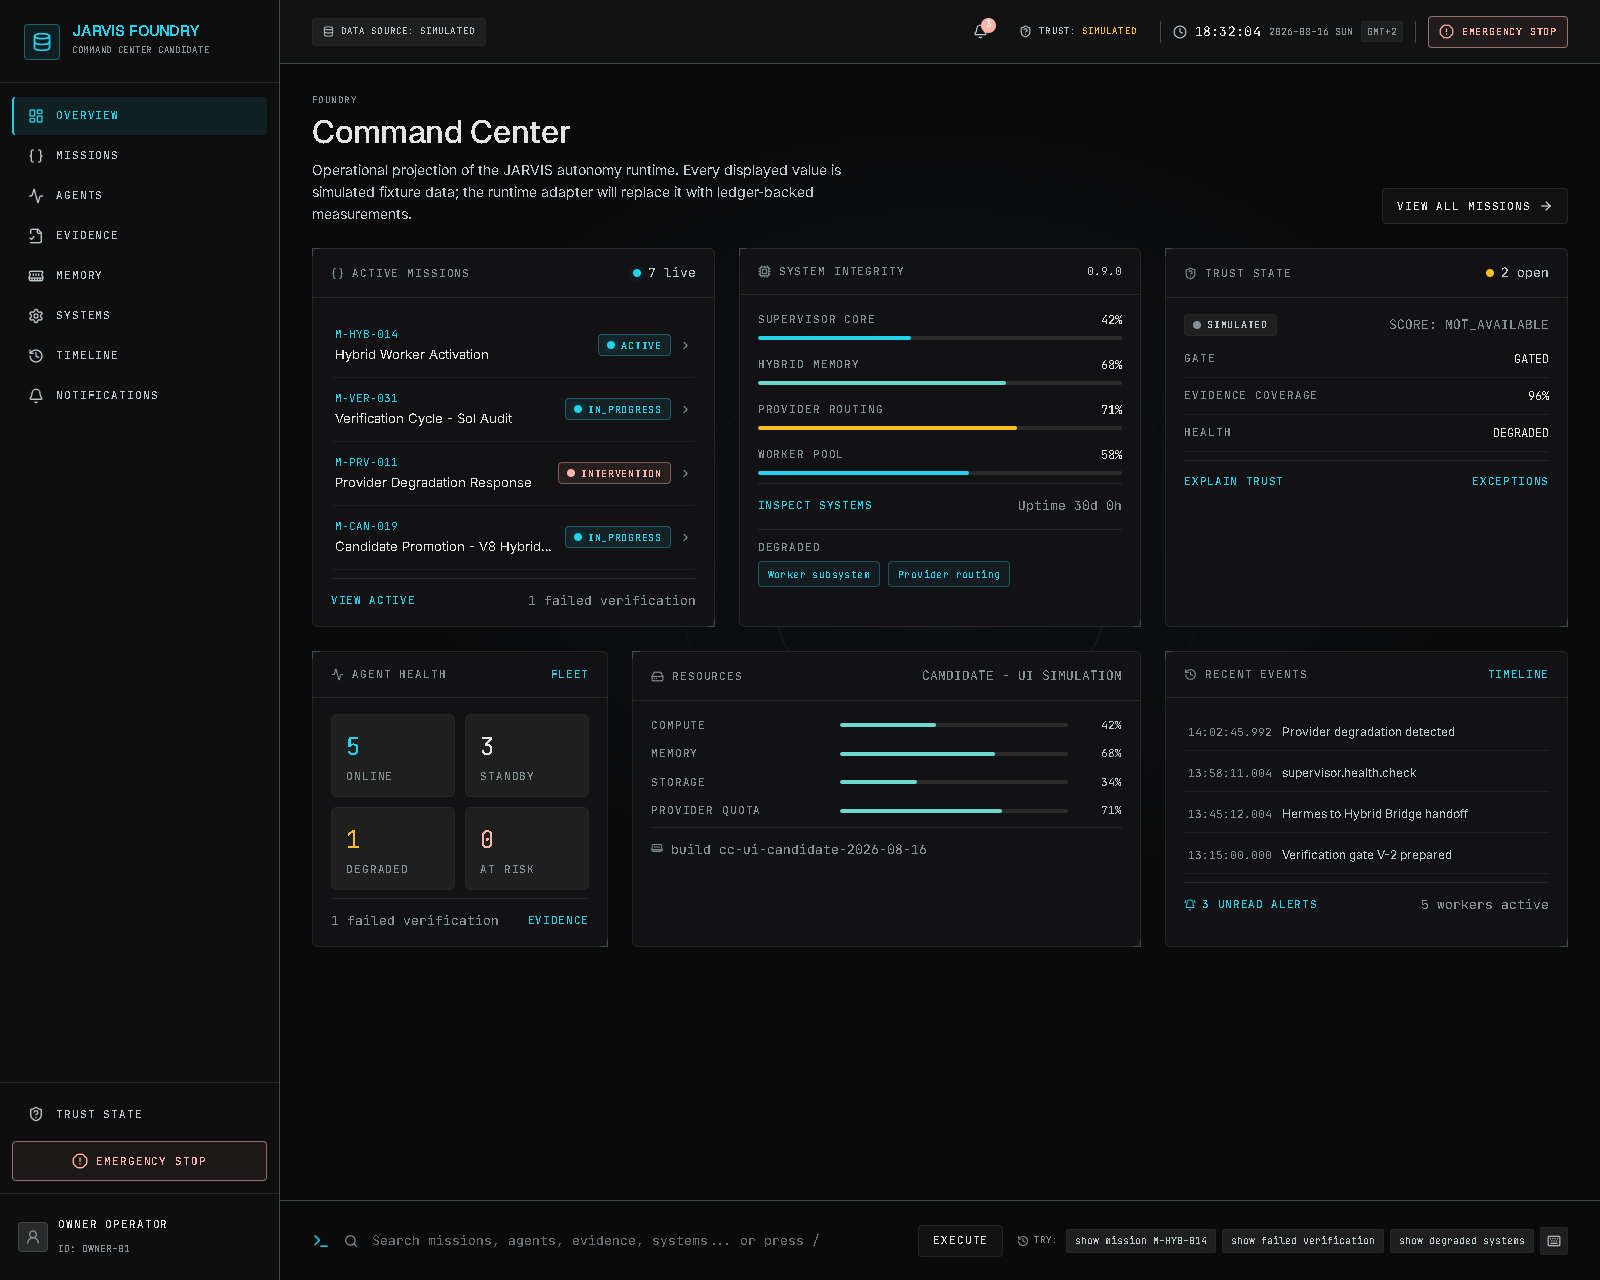 JARVIS FOUNDRY
COMMAND CENTER CANDIDATE
OVERVIEW
MISSIONS
AGENTS
EVIDENCE
MEMORY
SYSTEMS
TIMELINE
NOTIFICATIONS
TRUST STATE
EMERGENCY STOP
OWNER OPERATOR
ID: OWNER-01
DATA SOURCE: SIMULATED
3
TRUST: SIMULATED
18:32:04 2026-08-16 SUN GMT+2
EMERGENCY STOP
FOUNDRY
Command Center
Operational projection of the JARVIS autonomy runtime. Every displayed value is
simulated fixture data; the runtime adapter will replace it with ledger-backed
measurements.
VIEW ALL MISSIONS
ACTIVE MISSIONS
7 live
M-HYB-014
Hybrid Worker Activation
ACTIVE
M-VER-031
Verification Cycle - Sol Audit
IN_PROGRESS
M-PRV-011
Provider Degradation Response
INTERVENTION
M-CAN-019
Candidate Promotion - V8 Hybrid...
IN_PROGRESS
VIEW ACTIVE
1 failed verification
SYSTEM INTEGRITY
0.9.0
SUPERVISOR CORE 42%
HYBRID MEMORY 68%
PROVIDER ROUTING 71%
WORKER POOL 58%
INSPECT SYSTEMS
Uptime 30d 0h
DEGRADED
Worker subsystem
Provider routing
TRUST STATE
2 open
SIMULATED
SCORE: NOT_AVAILABLE
GATE GATED
EVIDENCE COVERAGE 96%
HEALTH DEGRADED
EXPLAIN TRUST
EXCEPTIONS
AGENT HEALTH
FLEET
5
ONLINE
3
STANDBY
1
DEGRADED
0
AT RISK
1 failed verification
EVIDENCE
RESOURCES
CANDIDATE - UI SIMULATION
COMPUTE 42%
MEMORY 68%
STORAGE 34%
PROVIDER QUOTA 71%
build cc-ui-candidate-2026-08-16
RECENT EVENTS
TIMELINE
14:02:45.992 Provider degradation detected
13:58:11.004 supervisor.health.check
13:45:12.004 Hermes to Hybrid Bridge handoff
13:15:00.000 Verification gate V-2 prepared
3 UNREAD ALERTS
5 workers active
Search missions, agents, evidence, systems... or press /
EXECUTE
TRY:
show mission M-HYB-014
show failed verification
show degraded systems